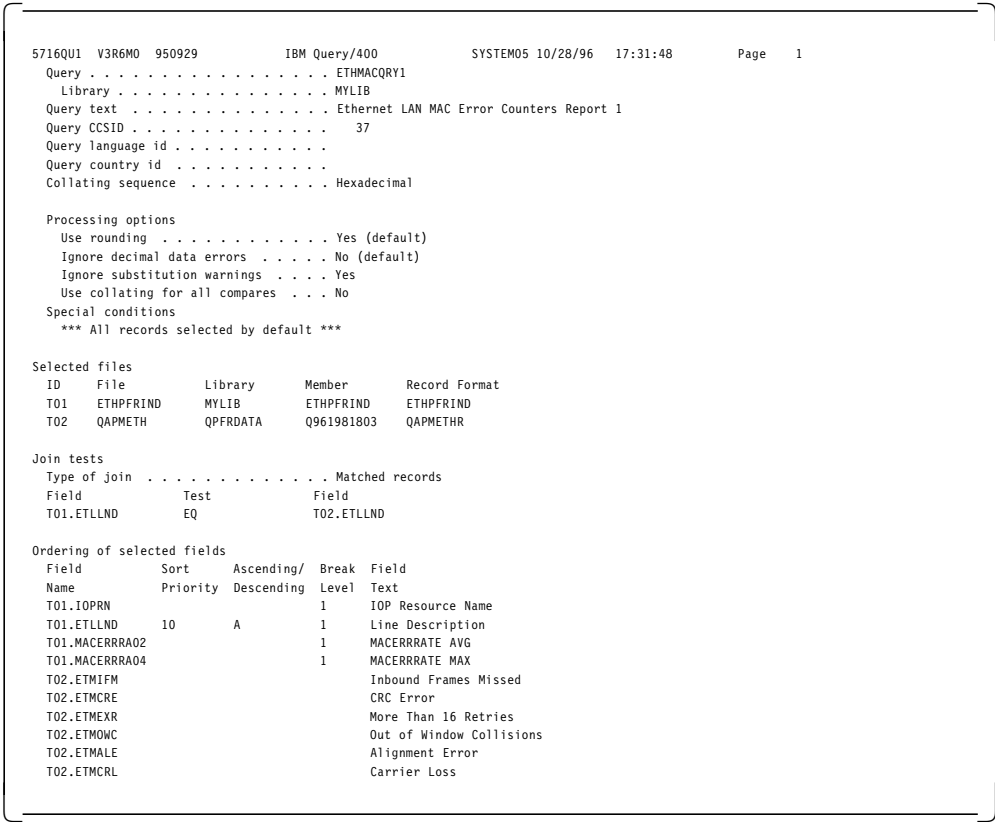 5716QU1 V3R6M0 950929 IBM Query/400 SYSTEM05 10/28/96 17:31:48 Page 1
Query . . . . . . . . . . . . . . . . . ETHMACQRY1
Library . . . . . . . . . . . . . . . MYLIB
Query text . . . . . . . . . . . . . . Ethernet LAN MAC Error Counters Report 1
Query CCSID . . . . . . . . . . . . . . 37
Query language id . . . . . . . . . . .
Query country id . . . . . . . . . . .
Collating sequence . . . . . . . . . . Hexadecimal
Processing options
Use rounding . . . . . . . . . . . . Yes (default)
Ignore decimal data errors . . . . . No (default)
Ignore substitution warnings . . . . Yes
Use collating for all compares . . . No
Special conditions
*** All records selected by default ***
Selected files
ID File Library Member Record Format
T01 ETHPFRIND MYLIB ETHPFRIND ETHPFRIND
T02 QAPMETH QPFRDATA Q961981803 QAPMETHR
Join tests
Type of join . . . . . . . . . . . . . Matched records
Field Test Field
T01.ETLLND EQ T02.ETLLND
Ordering of selected fields
Field Sort Ascending/ Break Field
Name Priority Descending Level Text
T01.IOPRN 1 IOP Resource Name
T01.ETLLND 10 A 1 Line Description
T01.MACERRRA02 1 MACERRRATE AVG
T01.MACERRRA04 1 MACERRRATE MAX
T02.ETMIFM Inbound Frames Missed
T02.ETMCRE CRC Error
T02.ETMEXR More Than 16 Retries
T02.ETMOWC Out of Window Collisions
T02.ETMALE Alignment Error
T02.ETMCRL Carrier Loss